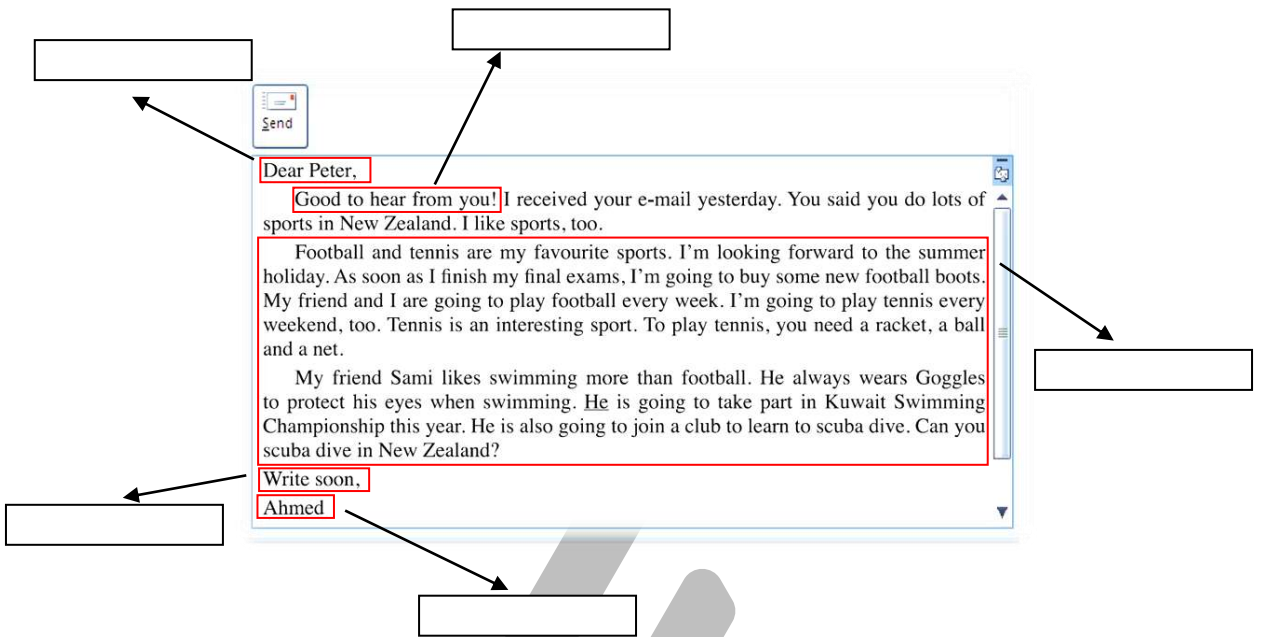 Send
Dear Peter,
Good to hear from you! I received your e-mail yesterday. You said you do lots of
sports in New Zealand. I like sports, too.
Football and tennis are my favourite sports. I'm looking forward to the summer
holiday. As soon as I finish my final exams, I'm going to buy some new football boots.
My friend and I are going to play football every week. I'm going to play tennis every
weekend, too. Tennis is an interesting sport. To play tennis, you need a racket, a ball
and a net.
My friend Sami likes swimming more than football. He always wears Goggles
to protect his eyes when swimming. He is going to take part in Kuwait Swimming
Championship this year. He is also going to join a club to learn to scuba dive. Can you
scuba dive in New Zealand?
Write soon,
Ahmed